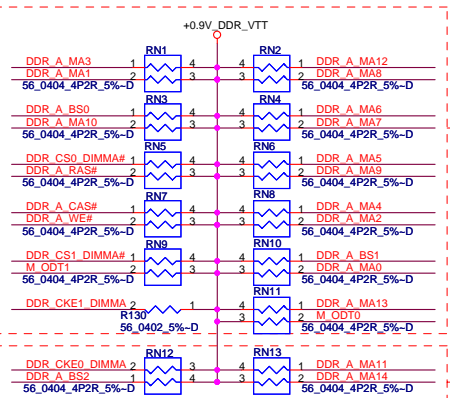 +0.9V_DDR_VTT
RN1 RN2
DDR_A_MA3 1 4 4 1 DDR_A_MA12
DDR_A_MA1 2 3 3 2 DDR_A_MA8
56_0404_4P2R_5%~D 56_0404_4P2R_5%~D
RN3 RN4
DDR_A_BS0 1 4 4 1 DDR_A_MA6
DDR_A_MA10 2 3 3 2 DDR_A_MA7
56_0404_4P2R_5%~D 56_0404_4P2R_5%~D
RN5 RN6
DDR_CS0_DIMMA# 1 4 4 1 DDR_A_MA5
DDR_A_RAS# 2 3 3 2 DDR_A_MA9
56_0404_4P2R_5%~D 56_0404_4P2R_5%~D
RN7 RN8
DDR_A_CAS# 1 4 4 1 DDR_A_MA4
DDR_A_WE# 2 3 3 2 DDR_A_MA2
56_0404_4P2R_5%~D 56_0404_4P2R_5%~D
RN9 RN10
DDR_CS1_DIMMA# 1 4 4 1 DDR_A_BS1
M_ODT1 2 3 3 2 DDR_A_MA0
56_0404_4P2R_5%~D 56_0404_4P2R_5%~D
RN11
DDR_CKE1_DIMMA 2 1 4 1 DDR_A_MA13
R130 3 2 M_ODT0
56_0402_5%~D 56_0404_4P2R_5%~D
RN12 RN13
DDR_CKE0_DIMMA 2 3 4 1 DDR_A_MA11
DDR_A_BS2 1 4 3 2 DDR_A_MA14
56_0404_4P2R_5%~D 56_0404_4P2R_5%~D